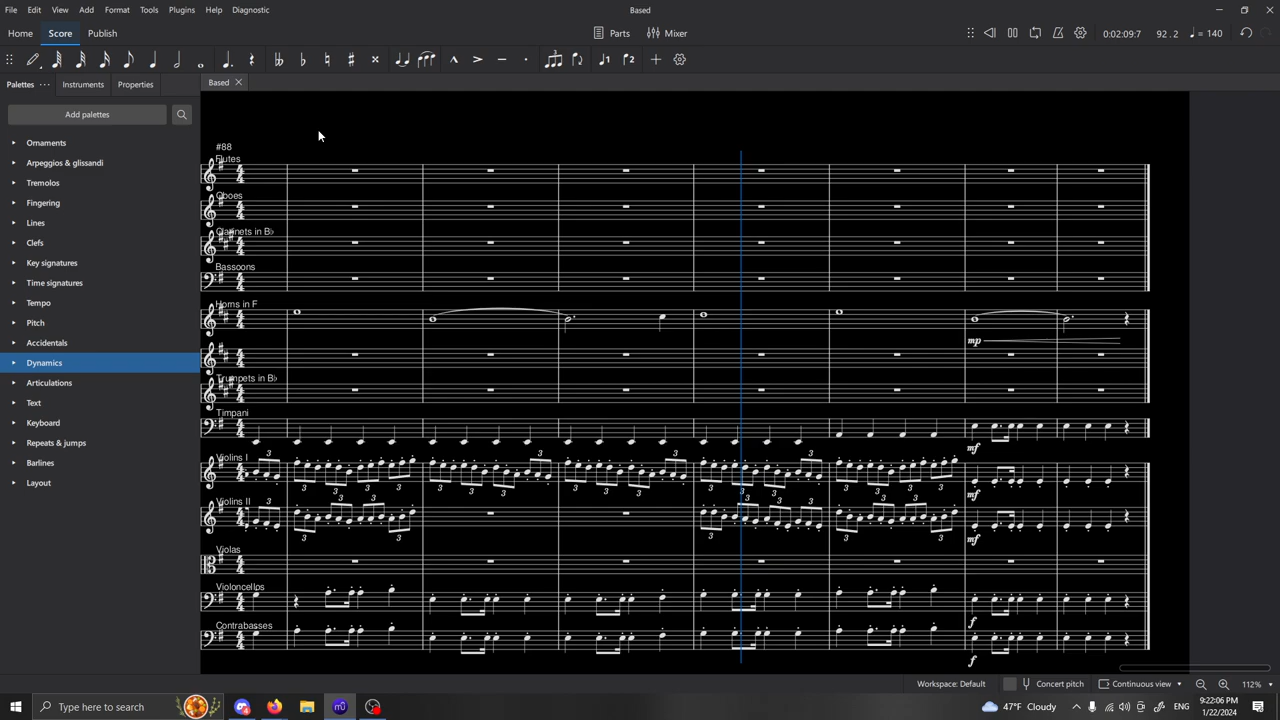 File Edit View Add Format Tools Plugins Help Diagnostic Based
Home Score Publish Parts Mixer 0:02:09:7 92 . 2 = 140
Palettes Instruments Properties Based
Add palettes
Ornaments
Arpeggios & glissandi
Tremolos
Fingering
Lines
Clefs
Key signatures
Time signatures
Tempo
Pitch
Accidentals
Dynamics
Articulations
Text
Keyboard
Repeats & jumps
Barlines
Layout
#88
Flutes
Oboes
Clarinets in B♭
Bassoons
Horns in F
mp
Trumpets in B♭
Timpani
mf
Violins I
mf
Violins II
mf
Violas
Violoncellos
f
Contrabasses
f
Workspace: Default Concert pitch Continuous view 112%
Type here to search 47°F Cloudy 9:22:06 PM
1/22/2024